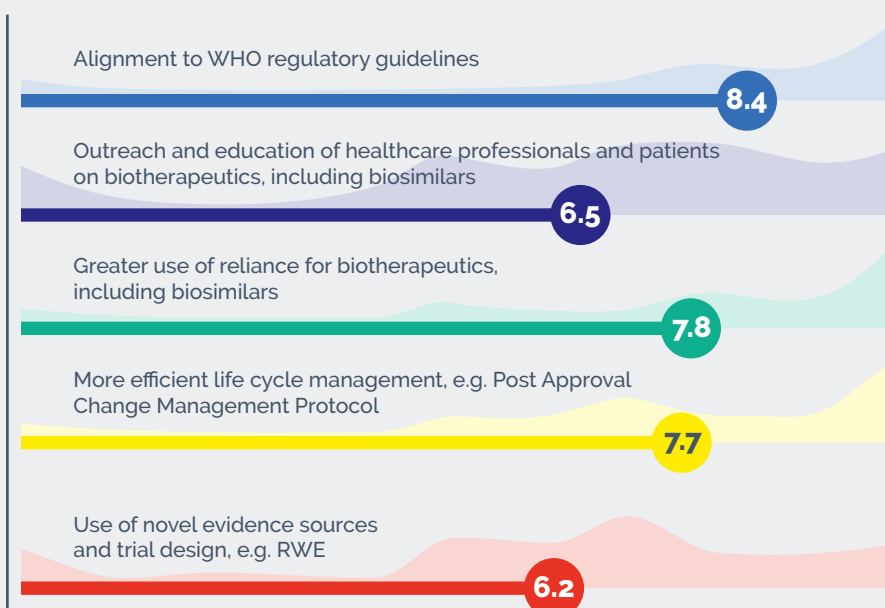 Alignment to WHO regulatory guidelines
8.4
Outreach and education of healthcare professionals and patients
on biotherapeutics, including biosimilars
6.5
Greater use of reliance for biotherapeutics,
including biosimilars
7.8
More efficient life cycle management, e.g. Post Approval
Change Management Protocol
7.7
Use of novel evidence sources
and trial design, e.g. RWE
6.2